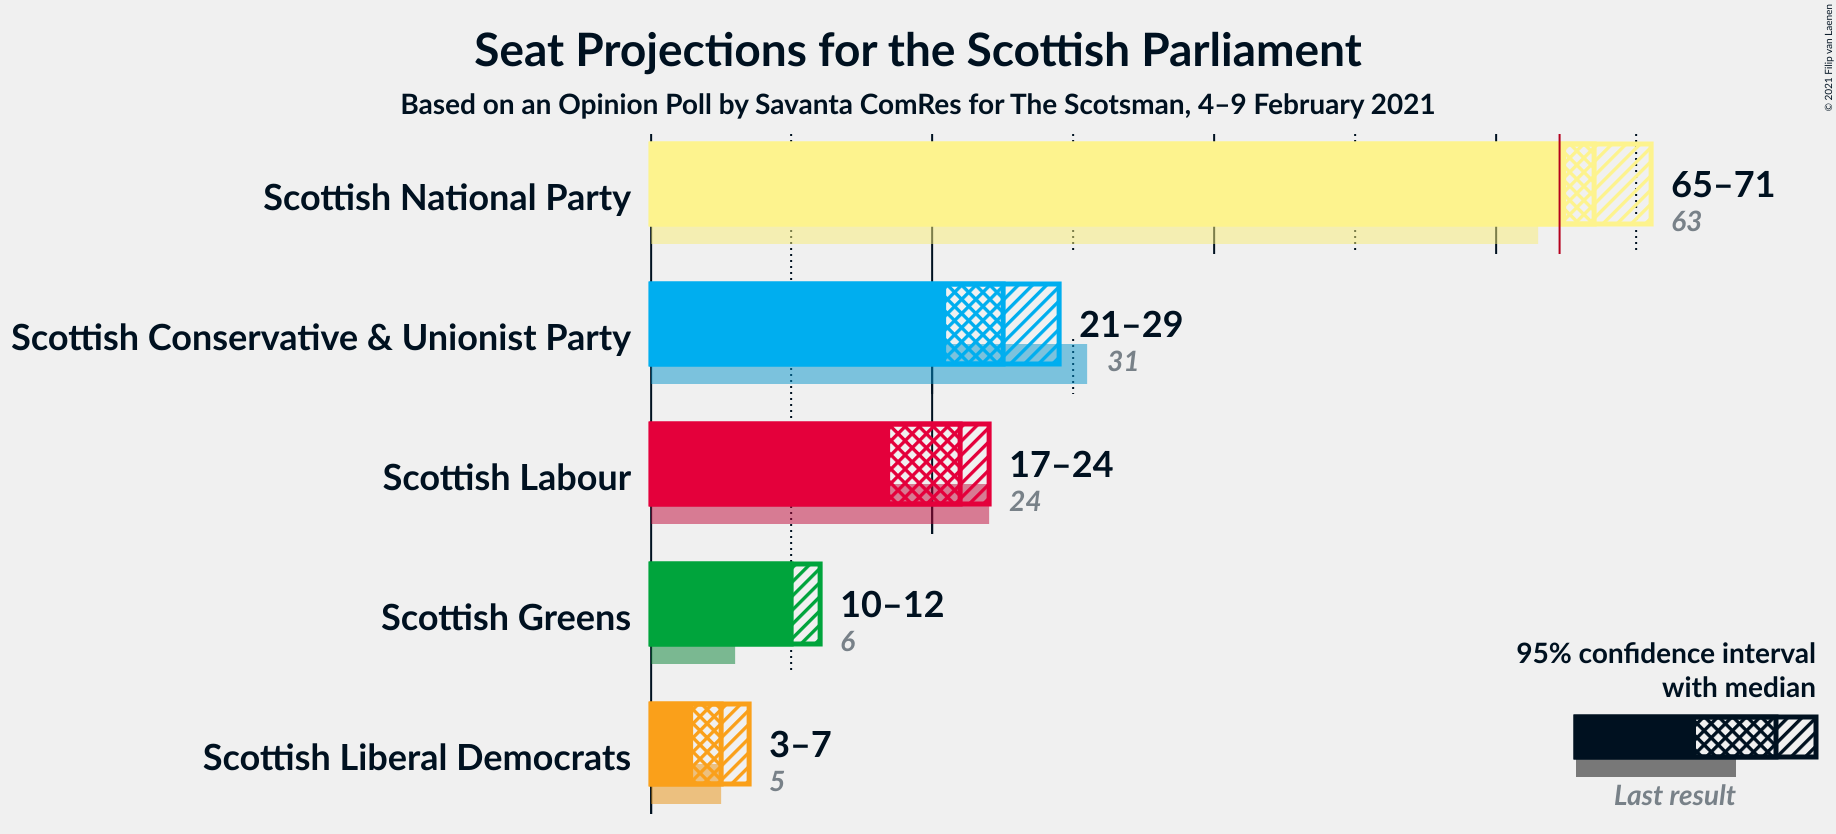 Seat Projections for the Scottish Parliament
Based on an Opinion Poll by Savanta ComRes for The Scotsman, 4–9 February 2021
© 2021 Filip van Laenen
Scottish National Party
65–71
63
Scottish Conservative & Unionist Party
21–29
31
Scottish Labour
17–24
24
Scottish Greens
10–12
6
Scottish Liberal Democrats
3–7
5
95% confidence interval
with median
Last result